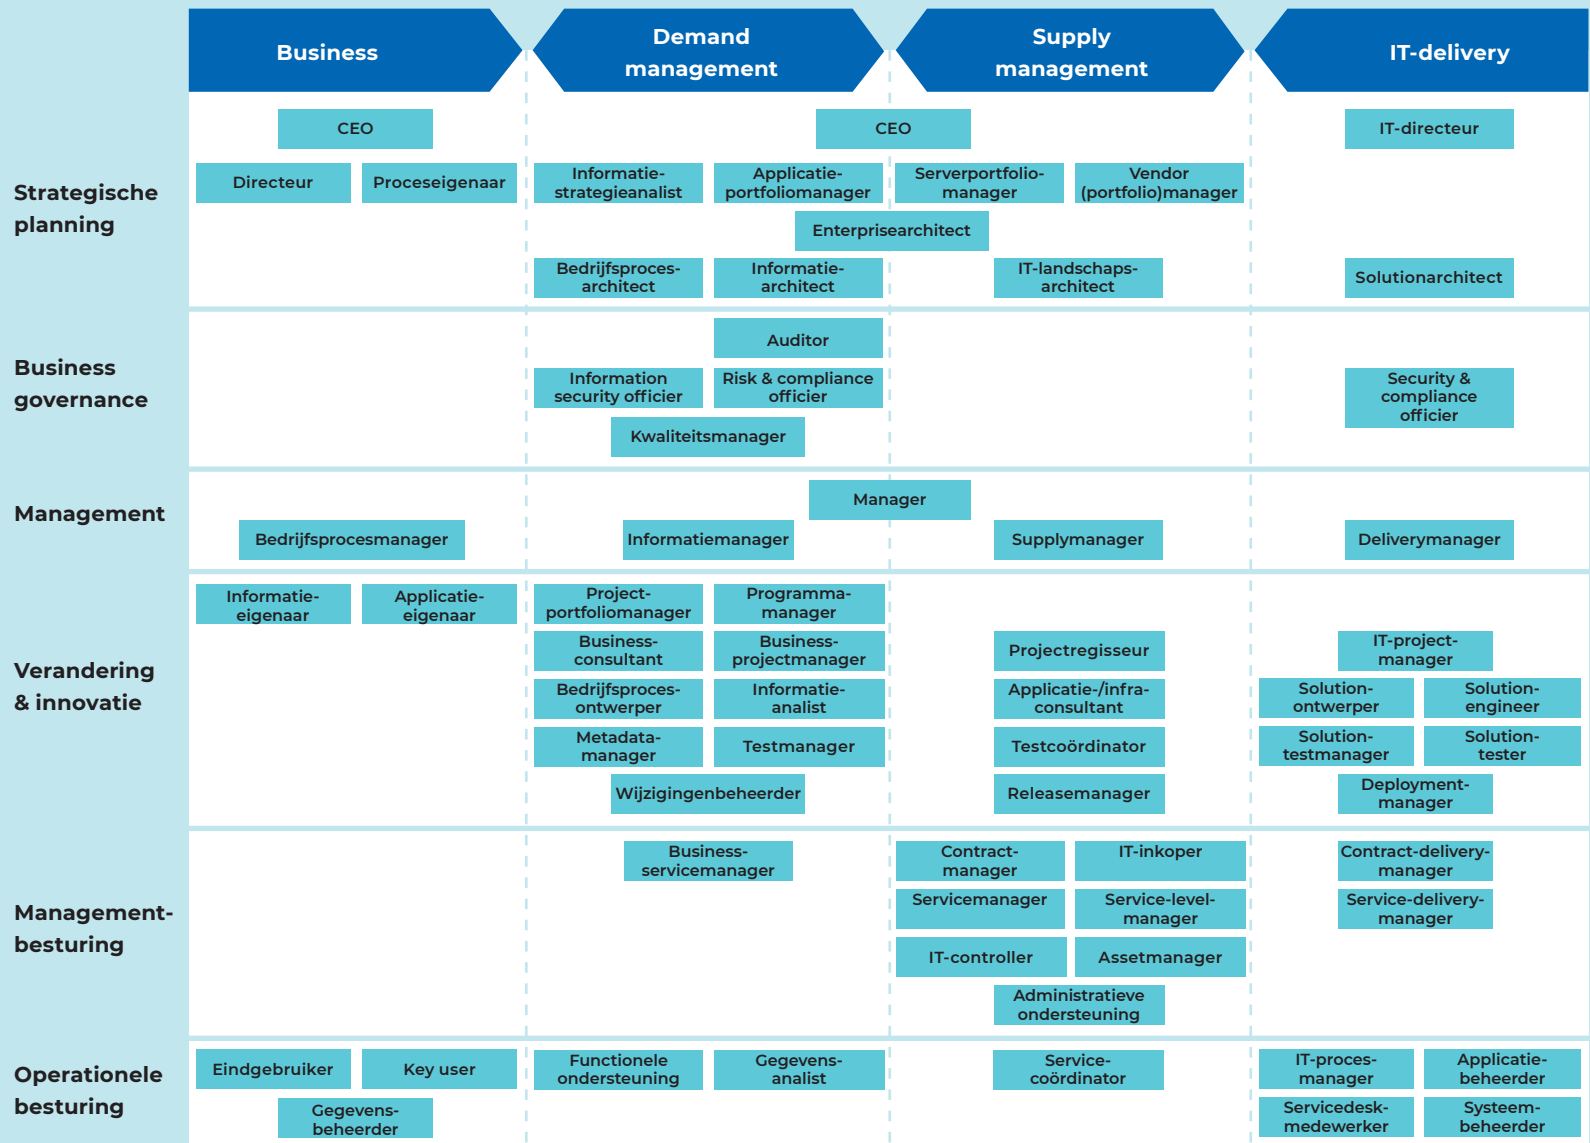 Business
Demand
management
Supply
management
IT-delivery
Strategische
planning
CEO
CEO
IT-directeur
Directeur
Proceseigenaar
Informatie-
strategieanalist
Applicatie-
portfoliomanager
Serverportfolio-
manager
Vendor
(portfolio)manager
Enterprisearchitect
Bedrijfsproces-
architect
Informatie-
architect
IT-landschaps-
architect
Solutionarchitect
Business
governance
Auditor
Information
security officier
Risk & compliance
officier
Security &
compliance
officier
Kwaliteitsmanager
Management
Manager
Bedrijfsprocesmanager
Informatiemanager
Supplymanager
Deliverymanager
Verandering
& innovatie
Informatie-
eigenaar
Applicatie-
eigenaar
Project-
portfoliomanager
Programma-
manager
Business-
consultant
Business-
projectmanager
Projectregisseur
IT-project-
manager
Bedrijfsproces-
ontwerper
Informatie-
analist
Applicatie-/infra-
consultant
Solution-
ontwerper
Solution-
engineer
Metadata-
manager
Testmanager
Testcoördinator
Solution-
testmanager
Solution-
tester
Wijzigingenbeheerder
Releasemanager
Deployment-
manager
Management-
besturing
Business-
servicemanager
Contract-
manager
IT-inkoper
Contract-delivery-
manager
Servicemanager
Service-level-
manager
Service-delivery-
manager
IT-controller
Assetmanager
Administratieve
ondersteuning
Operationele
besturing
Eindgebruiker
Key user
Functionele
ondersteuning
Gegevens-
analist
Service-
coördinator
IT-proces-
manager
Applicatie-
beheerder
Gegevens-
beheerder
Servicedesk-
medewerker
Systeem-
beheerder